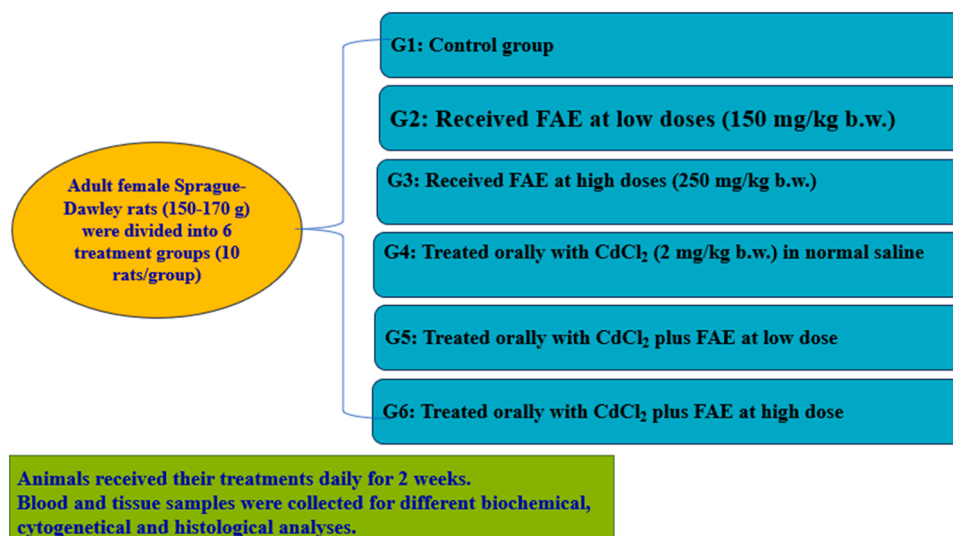 Adult female Sprague-
Dawley rats (150-170 g)
were divided into 6
treatment groups (10
rats/group)
G1: Control group
G2: Received FAE at low doses (150 mg/kg b.w.)
G3: Received FAE at high doses (250 mg/kg b.w.)
G4: Treated orally with CdCl₂ (2 mg/kg b.w.) in normal saline
G5: Treated orally with CdCl₂ plus FAE at low dose
G6: Treated orally with CdCl₂ plus FAE at high dose
Animals received their treatments daily for 2 weeks.
Blood and tissue samples were collected for different biochemical,
cytogenetical and histological analyses.